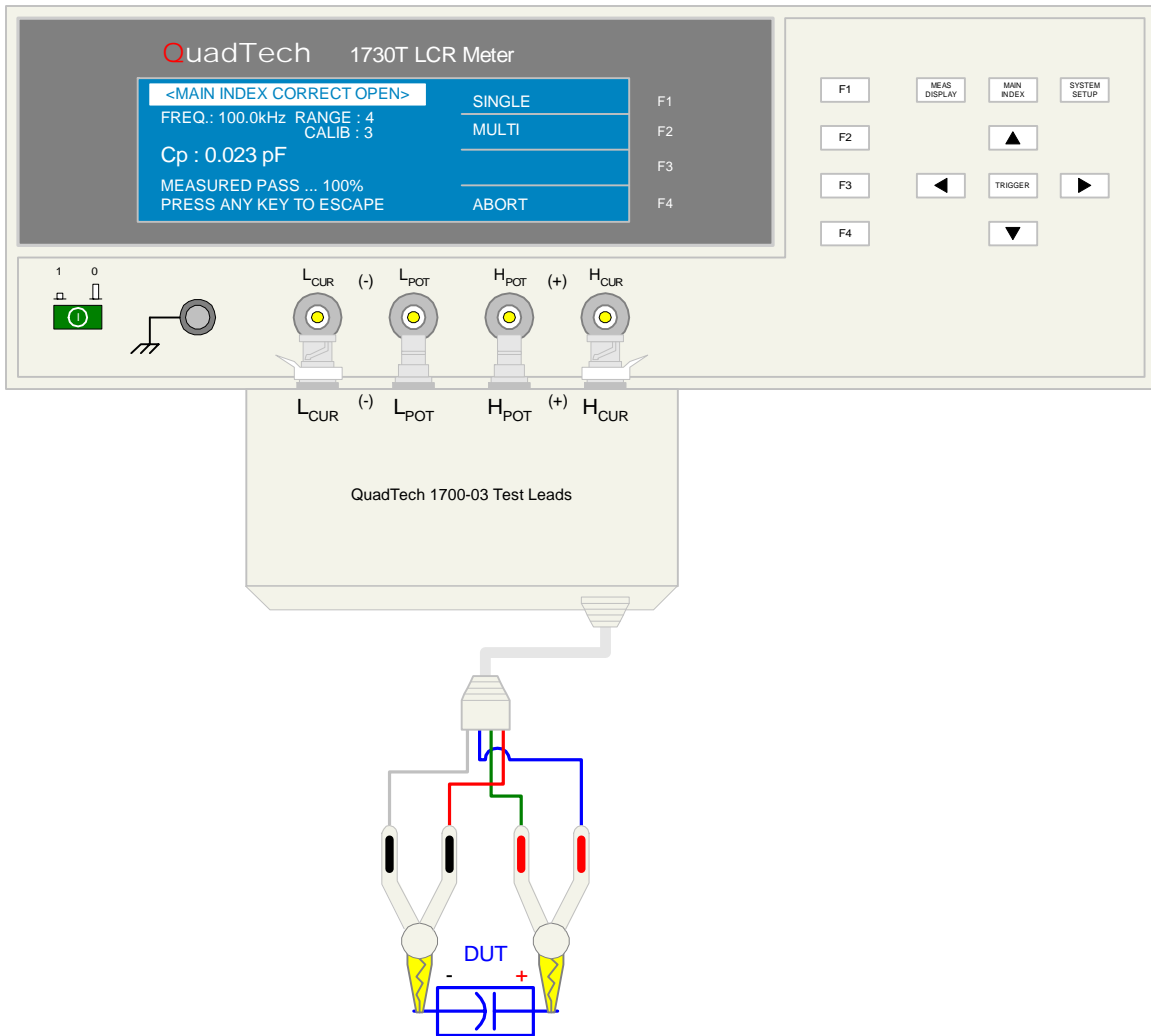 QuadTech 1730T LCR Meter
<MAIN INDEX CORRECT OPEN>
FREQ.: 100.0kHz RANGE : 4
CALIB : 3
Cp : 0.023 pF
MEASURED PASS ... 100%
PRESS ANY KEY TO ESCAPE
SINGLE
MULTI
ABORT
F1
F2
F3
F4
F1
F2
F3
F4
MEAS
DISPLAY
MAIN
INDEX
SYSTEM
SETUP
TRIGGER
1 0
LCUR (-) LPOT HPOT (+) HCUR
LCUR (-) LPOT HPOT (+) HCUR
QuadTech 1700-03 Test Leads
DUT
- +